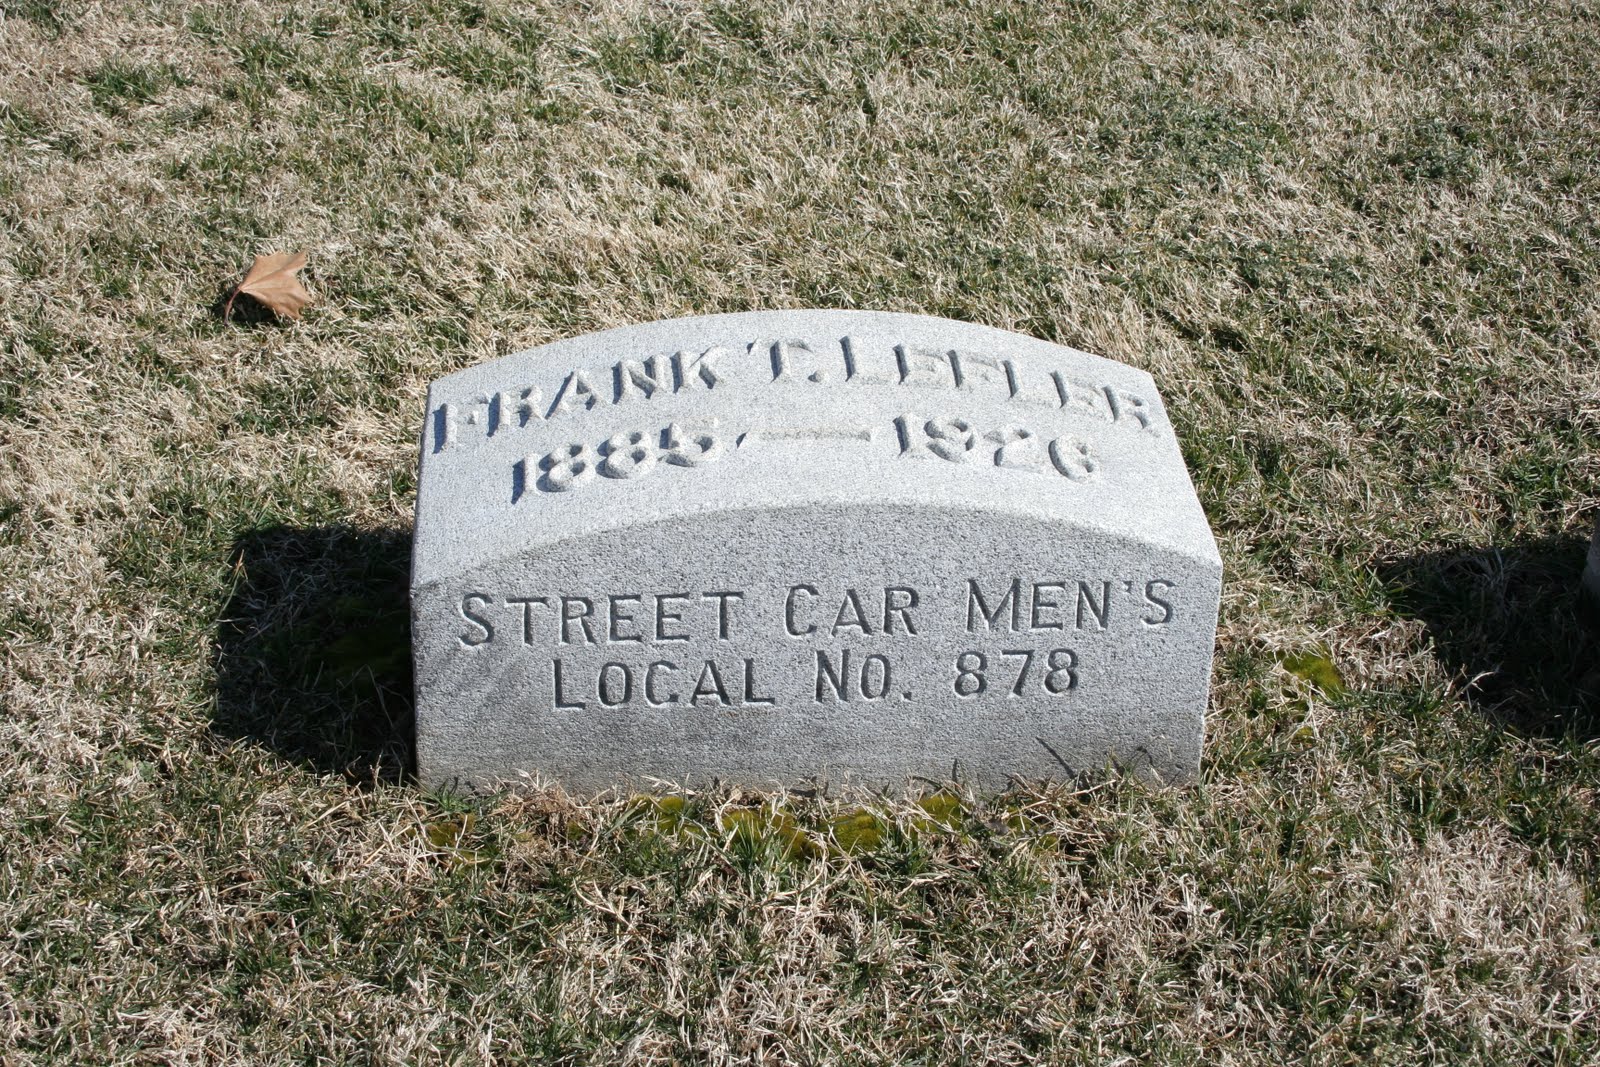 FRANK T. LEFLER
1885 — 1926
STREET CAR MEN'S
LOCAL NO. 878